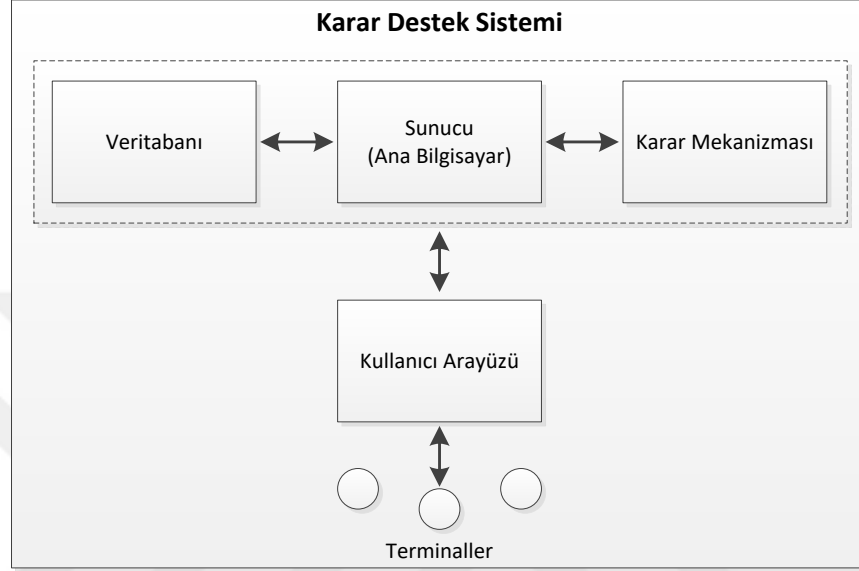 Karar Destek Sistemi
Veritabanı
Sunucu
(Ana Bilgisayar)
Karar Mekanizması
Kullanıcı Arayüzü
Terminaller